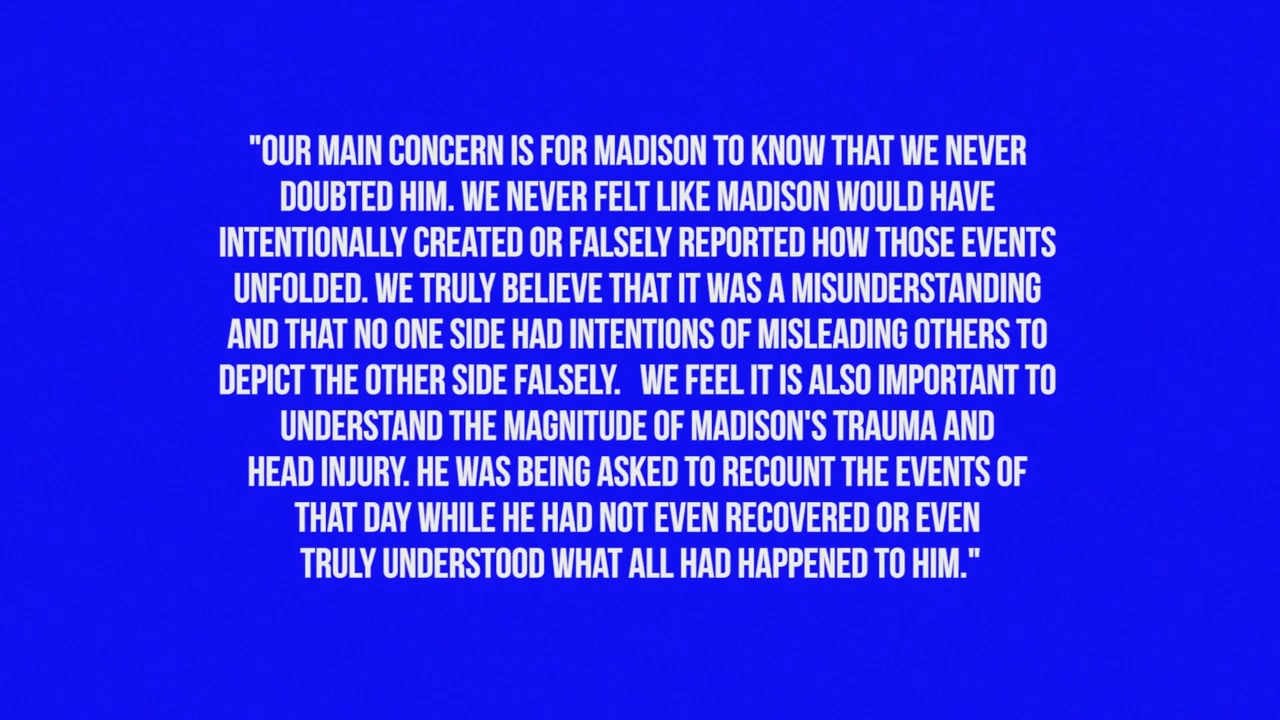 "OUR MAIN CONCERN IS FOR MADISON TO KNOW THAT WE NEVER
DOUBTED HIM. WE NEVER FELT LIKE MADISON WOULD HAVE
INTENTIONALLY CREATED OR FALSELY REPORTED HOW THOSE EVENTS
UNFOLDED. WE TRULY BELIEVE THAT IT WAS A MISUNDERSTANDING
AND THAT NO ONE SIDE HAD INTENTIONS OF MISLEADING OTHERS TO
DEPICT THE OTHER SIDE FALSELY.  WE FEEL IT IS ALSO IMPORTANT TO
UNDERSTAND THE MAGNITUDE OF MADISON'S TRAUMA AND
HEAD INJURY. HE WAS BEING ASKED TO RECOUNT THE EVENTS OF
THAT DAY WHILE HE HAD NOT EVEN RECOVERED OR EVEN
TRULY UNDERSTOOD WHAT ALL HAD HAPPENED TO HIM."